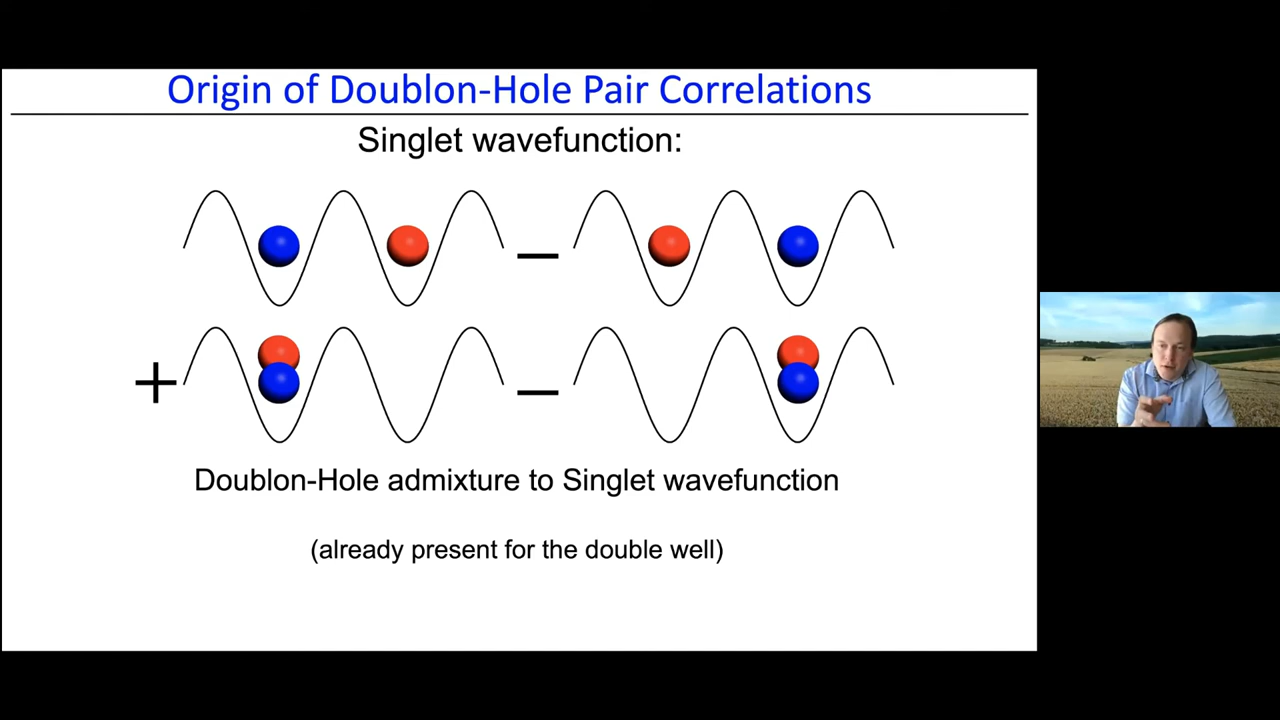 Origin of Doublon-Hole Pair Correlations
Singlet wavefunction:
—
+
—
Doublon-Hole admixture to Singlet wavefunction
(already present for the double well)